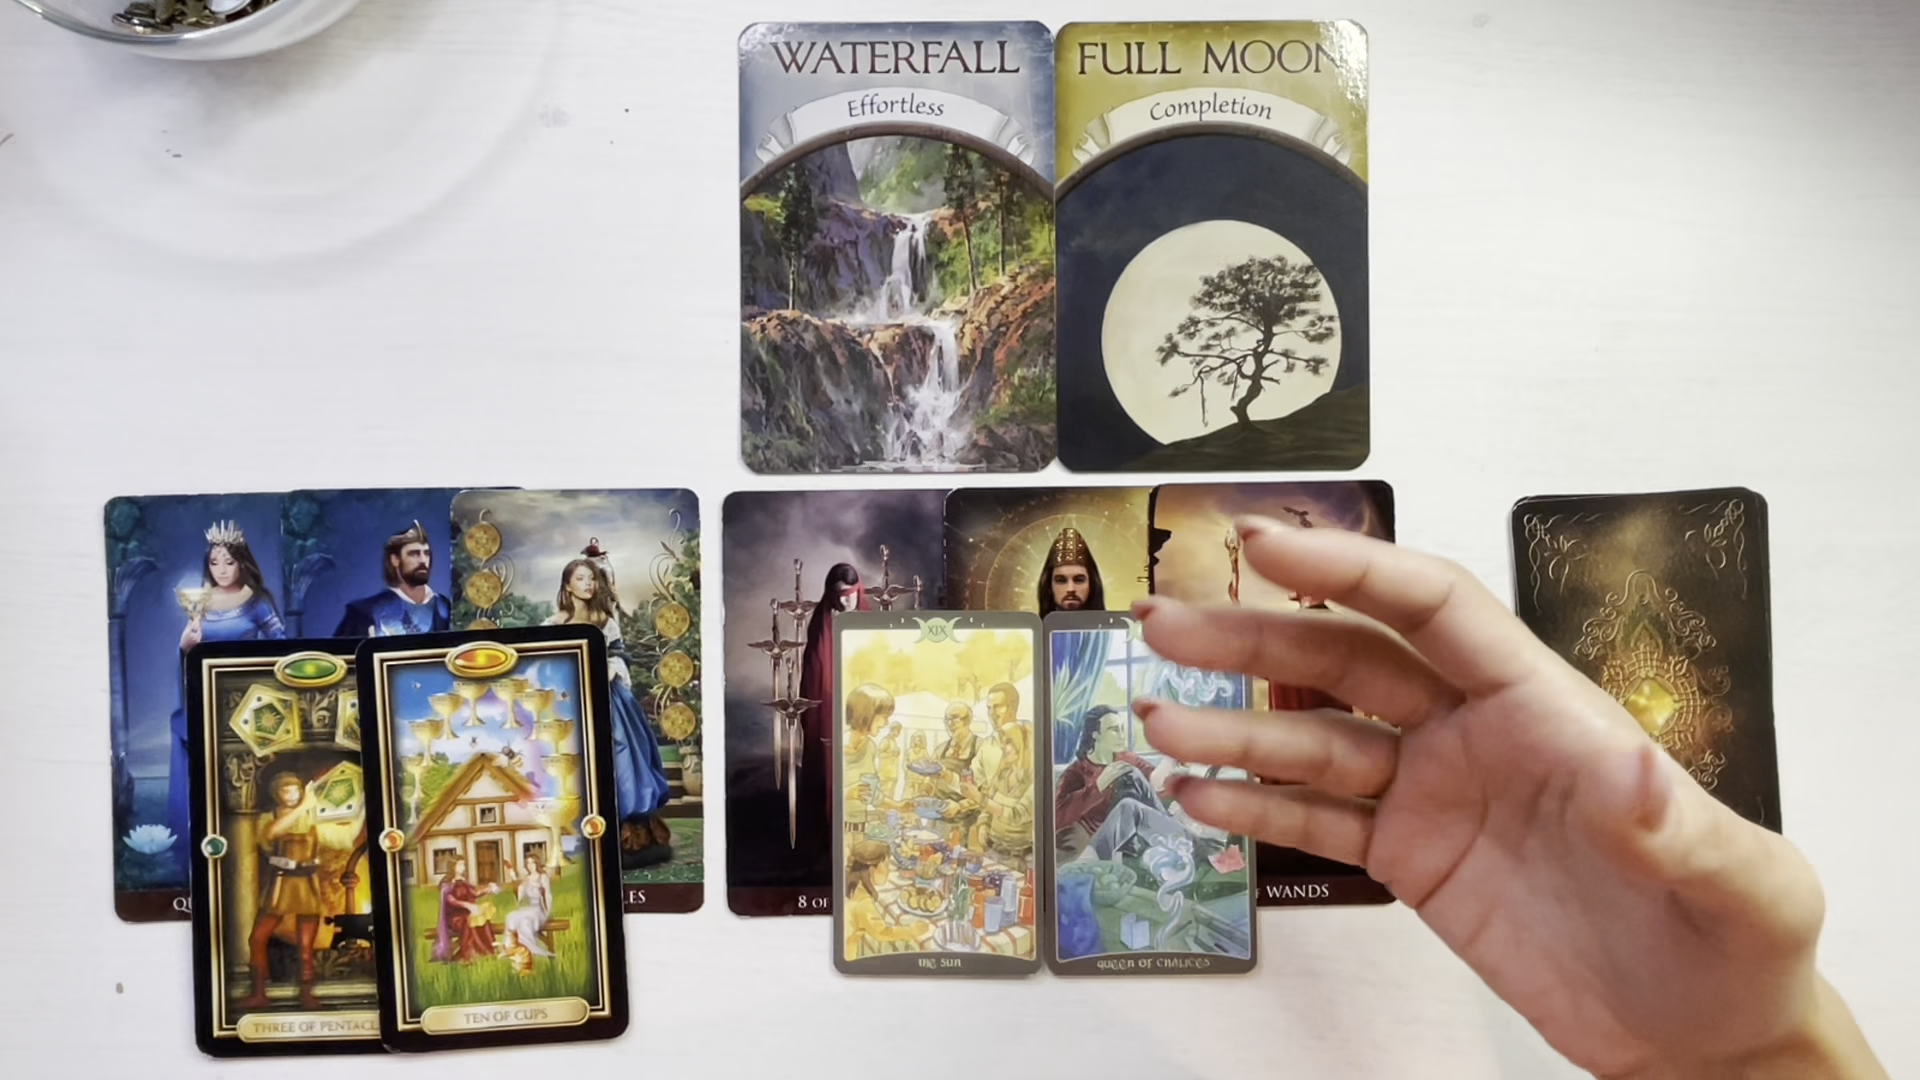 WATERFALL
Effortless
FULL MOON
Completion
8 OF
WANDS
XIX
THE SUN
QUEEN OF CHALICES
THREE OF PENTACL
TEN OF CUPS